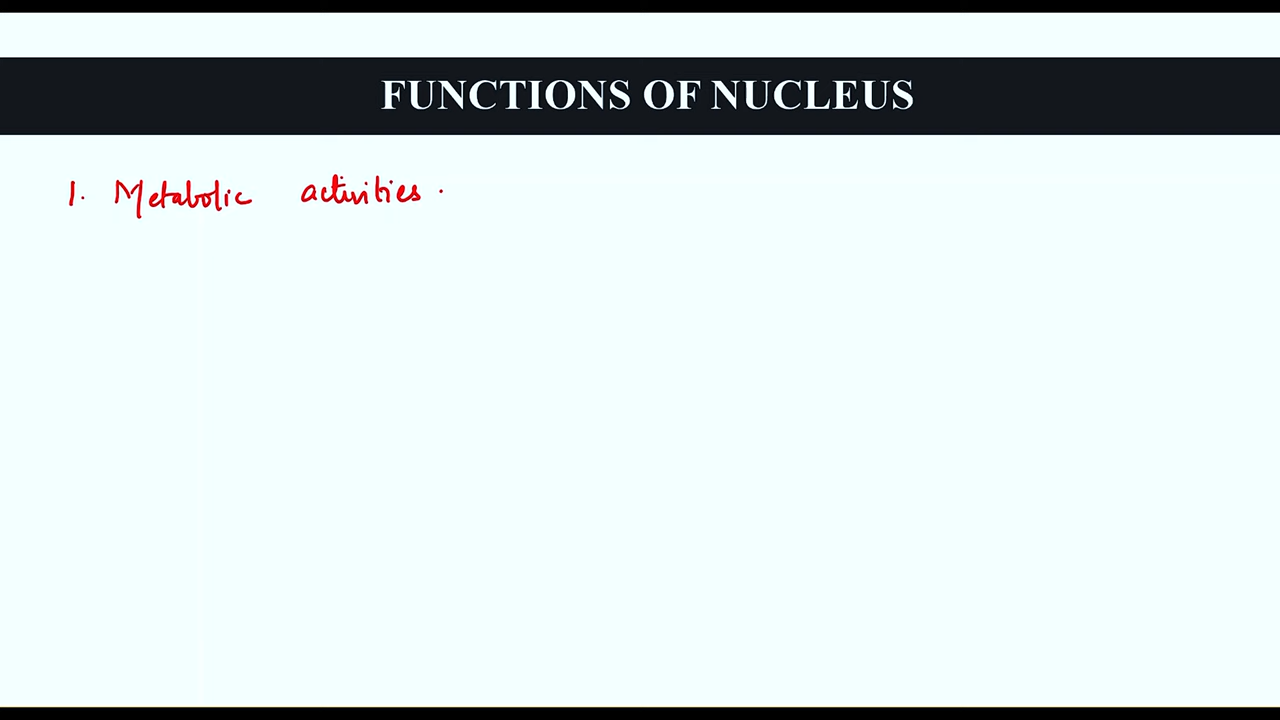 FUNCTIONS OF NUCLEUS
1. Metabolic activities .